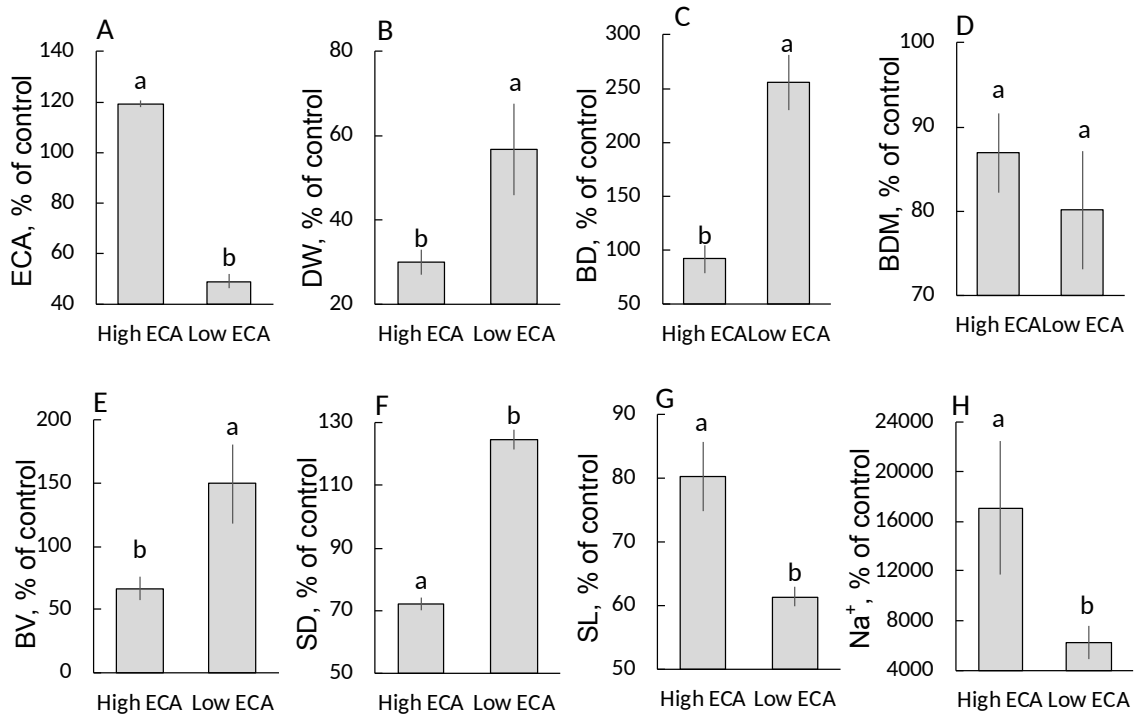 A
ECA, % of control
140
120
100
80
60
40
a
b
High ECA Low ECA
B
DW, % of control
80
60
40
20
b
a
High ECA Low ECA
C
BD, % of control
300
250
200
150
100
50
b
a
High ECA Low ECA
D
BDM, % of control
100
90
80
70
a
a
High ECA Low ECA
E
BV, % of control
200
150
100
50
0
b
a
High ECA Low ECA
F
SD, % of control
130
110
90
70
50
a
b
High ECA Low ECA
G
SL, % of control
90
80
70
60
50
a
b
High ECA Low ECA
H
Na⁺, % of control
24000
20000
16000
12000
8000
4000
a
b
High ECA Low ECA